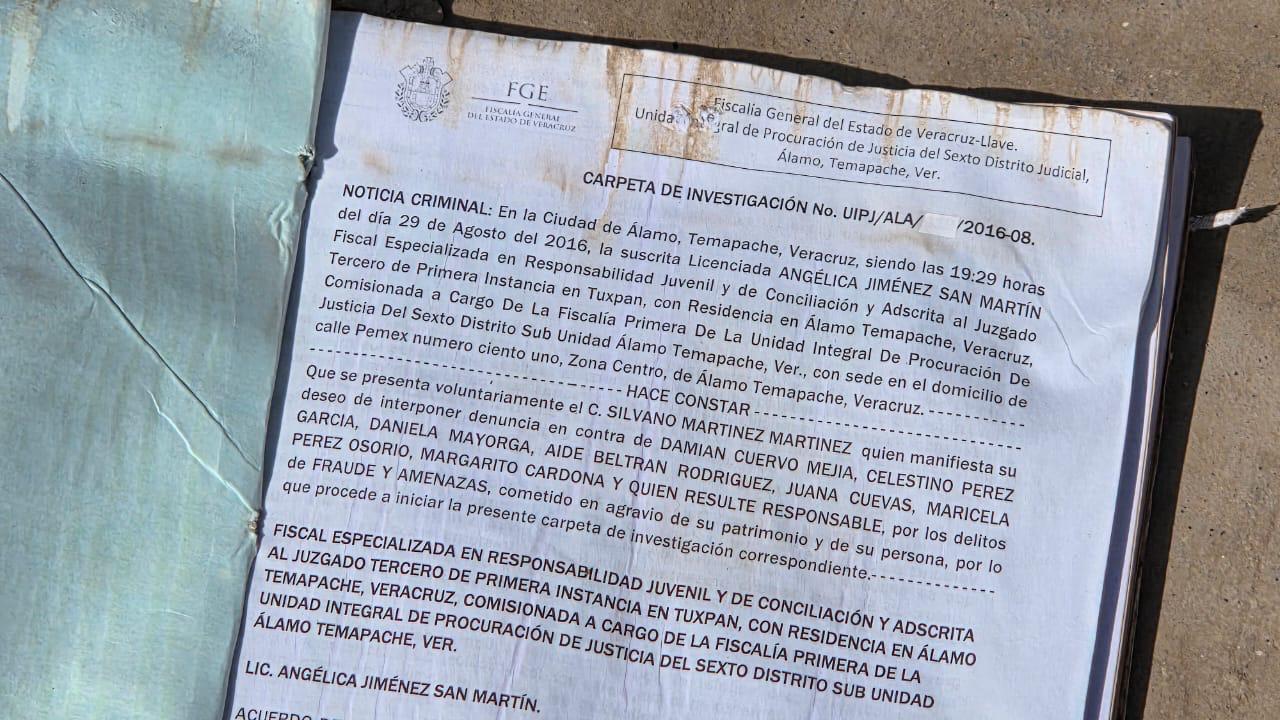 FGE
FISCALÍA GENERAL
DEL ESTADO DE VERACRUZ
Fiscalía General del Estado de Veracruz-Llave.
de Procuración de Justicia del Sexto Distrito Judicial,
Álamo, Temapache, Ver.
CARPETA DE INVESTIGACIÓN No. UIPJ/ALA/ /2016-08.
NOTICIA CRIMINAL: En la Ciudad de Álamo, Temapache, Veracruz, siendo las 19:29 horas
del día 29 de Agosto del 2016, la suscrita Licenciada ANGÉLICA JIMÉNEZ SAN MARTÍN
Fiscal Especializada en Responsabilidad Juvenil y de Conciliación y Adscrita al Juzgado
Tercero de Primera Instancia en Tuxpan, con Residencia en Álamo Temapache, Veracruz,
Comisionada a Cargo De La Fiscalía Primera De La Unidad Integral De Procuración De
Justicia Del Sexto Distrito Sub Unidad Álamo Temapache, Ver., con sede en el domicilio de
calle Pemex numero ciento uno, Zona Centro, de Álamo Temapache, Veracruz. - - - - - - - - - -
- - - - - - - - - - - - - - - - - - - - - - - - - - - - - - HACE CONSTAR - - - - - - - - - - - - - - - - - - - - - - - - - - -
Que se presenta voluntariamente el C. SILVANO MARTINEZ MARTINEZ quien manifiesta su
deseo de interponer denuncia en contra de DAMIAN CUERVO MEJIA, CELESTINO PEREZ
GARCIA, DANIELA MAYORGA, AIDE BELTRAN RODRIGUEZ, JUANA CUEVAS, MARICELA
PEREZ OSORIO, MARGARITO CARDONA Y QUIEN RESULTE RESPONSABLE, por los delitos
de FRAUDE Y AMENAZAS, cometido en agravio de su patrimonio y de su persona, por lo
que procede a iniciar la presente carpeta de investigación correspondiente.- - - - - - - - - - - - -
FISCAL ESPECIALIZADA EN RESPONSABILIDAD JUVENIL Y DE CONCILIACIÓN Y ADSCRITA
AL JUZGADO TERCERO DE PRIMERA INSTANCIA EN TUXPAN, CON RESIDENCIA EN ÁLAMO
TEMAPACHE, VERACRUZ, COMISIONADA A CARGO DE LA FISCALÍA PRIMERA DE LA
UNIDAD INTEGRAL DE PROCURACIÓN DE JUSTICIA DEL SEXTO DISTRITO SUB UNIDAD
ÁLAMO TEMAPACHE, VER.
LIC. ANGÉLICA JIMÉNEZ SAN MARTÍN.
ACUERDO